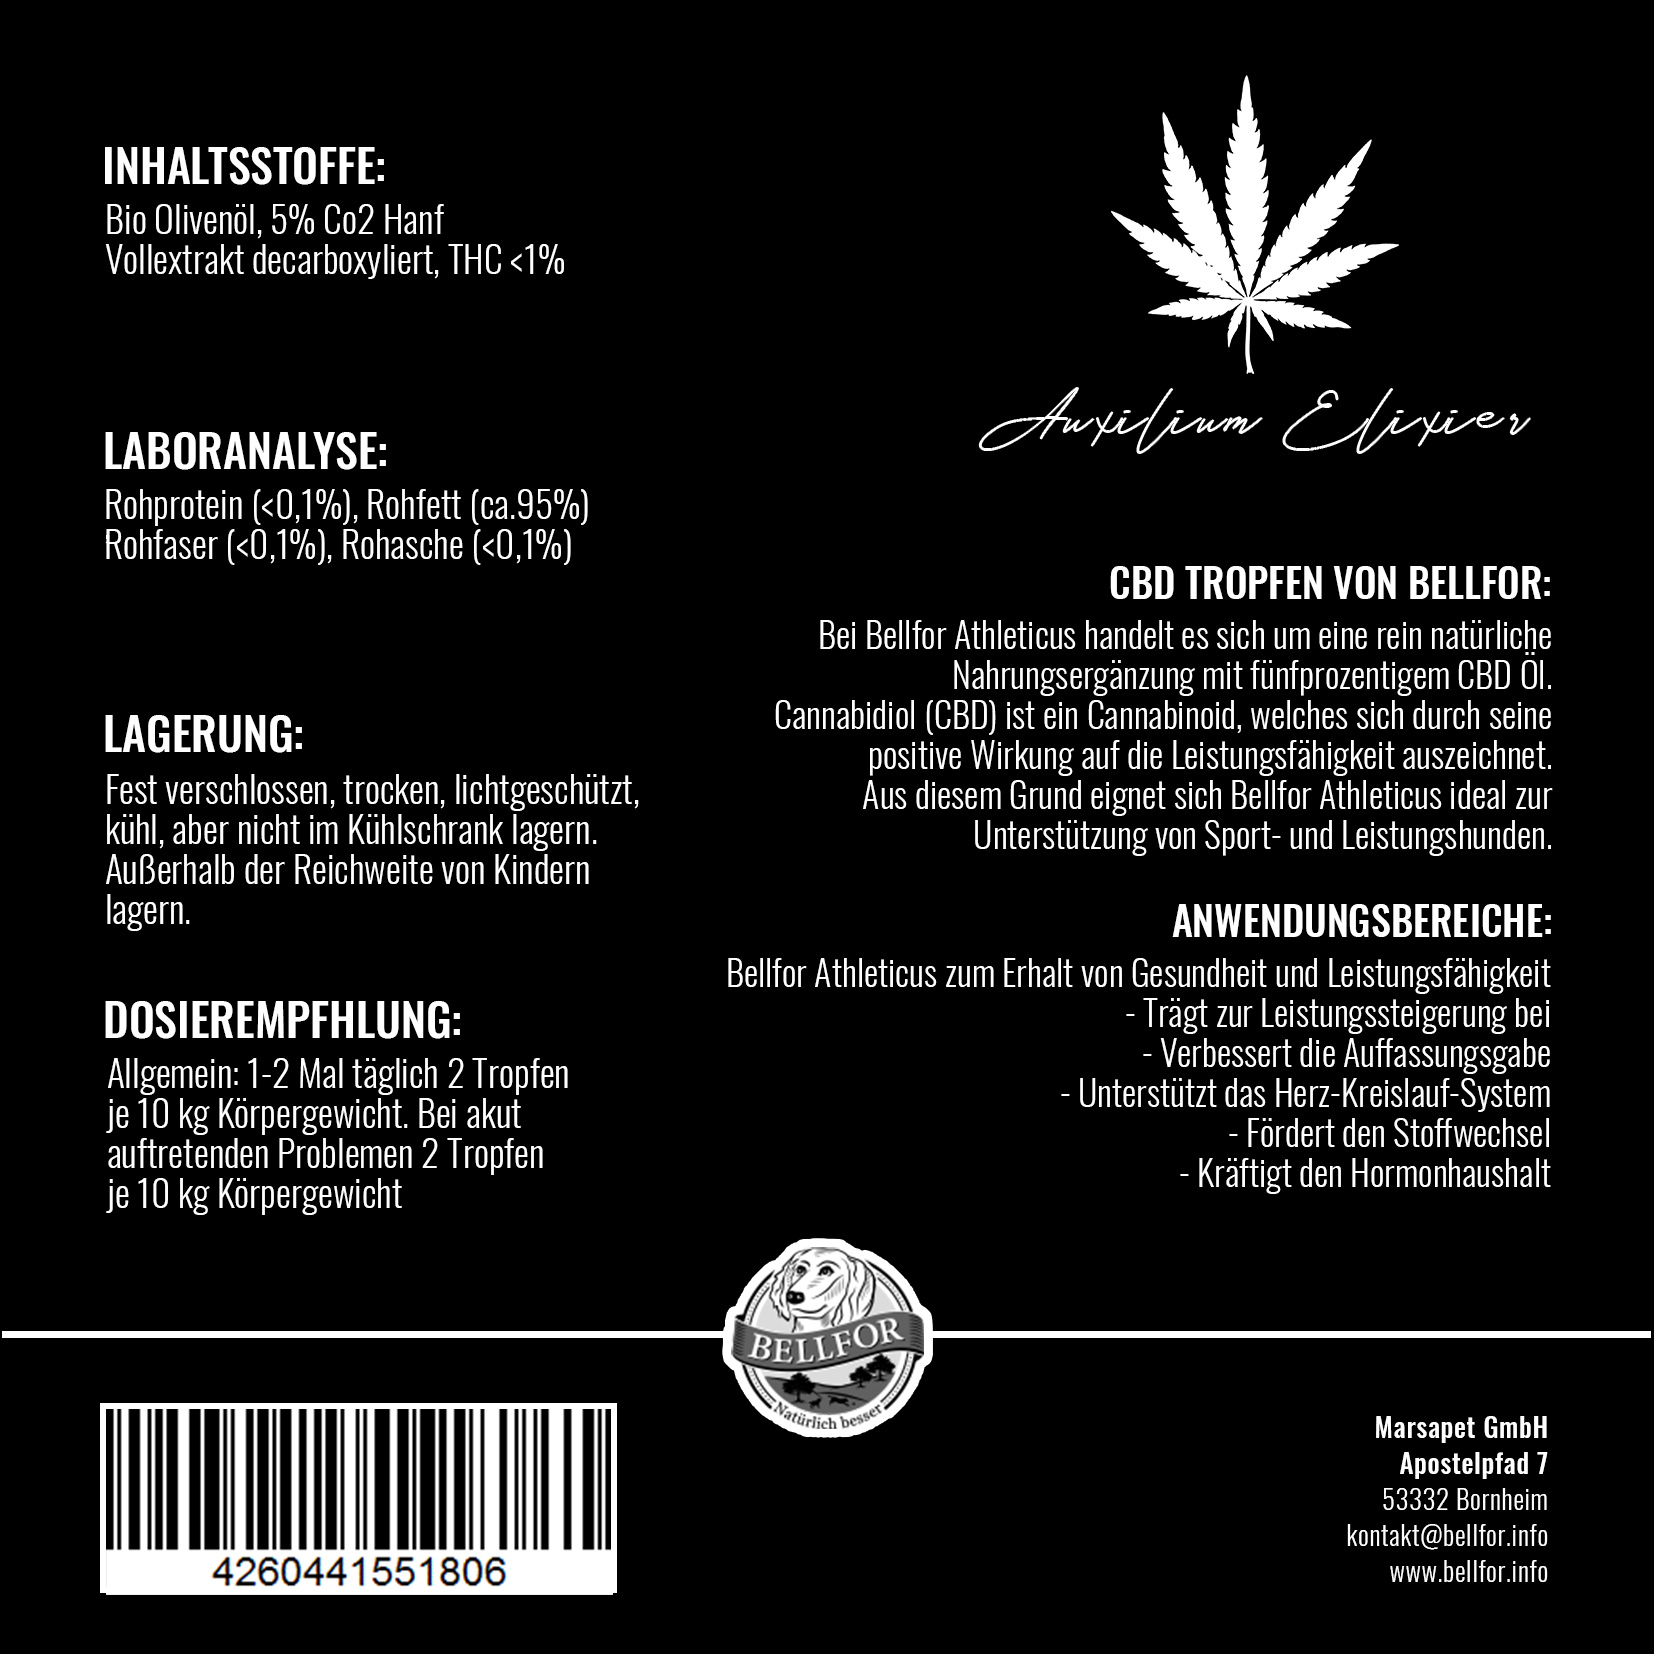 INHALTSSTOFFE:
Bio Olivenöl, 5% Co2 Hanf
Vollextrakt decarboxyliert, THC <1%
LABORANALYSE:
Rohprotein (<0,1%), Rohfett (ca.95%)
Rohfaser (<0,1%), Rohasche (<0,1%)
LAGERUNG:
Fest verschlossen, trocken, lichtgeschützt,
kühl, aber nicht im Kühlschrank lagern.
Außerhalb der Reichweite von Kindern
lagern.
DOSIEREMPFHLUNG:
Allgemein: 1-2 Mal täglich 2 Tropfen
je 10 kg Körpergewicht. Bei akut
auftretenden Problemen 2 Tropfen
je 10 kg Körpergewicht
Auxilium Elixier
CBD TROPFEN VON BELLFOR:
Bei Bellfor Athleticus handelt es sich um eine rein natürliche
Nahrungsergänzung mit fünfprozentigem CBD Öl.
Cannabidiol (CBD) ist ein Cannabinoid, welches sich durch seine
positive Wirkung auf die Leistungsfähigkeit auszeichnet.
Aus diesem Grund eignet sich Bellfor Athleticus ideal zur
Unterstützung von Sport- und Leistungshunden.
ANWENDUNGSBEREICHE:
Bellfor Athleticus zum Erhalt von Gesundheit und Leistungsfähigkeit
- Trägt zur Leistungssteigerung bei
- Verbessert die Auffassungsgabe
- Unterstützt das Herz-Kreislauf-System
- Fördert den Stoffwechsel
- Kräftigt den Hormonhaushalt
BELLFOR
Natürlich besser
4260441551806
Marsapet GmbH
Apostelpfad 7
53332 Bornheim
kontakt@bellfor.info
www.bellfor.info